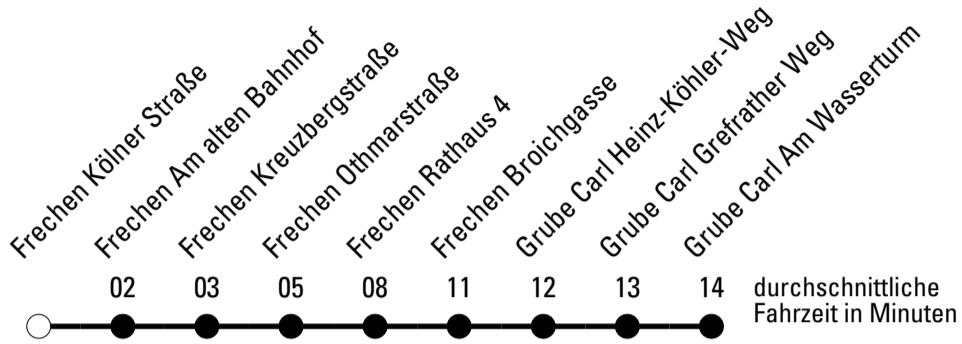 Frechen Kölner Straße
Frechen Am alten Bahnhof
Frechen Kreuzbergstraße
Frechen Othmarstraße
Frechen Rathaus 4
Frechen Broichgasse
Grube Carl Heinz-Köhler-Weg
Grube Carl Grefrather Weg
Grube Carl Am Wasserturm
02 03 05 08 11 12 13 14 durchschnittliche
Fahrzeit in Minuten